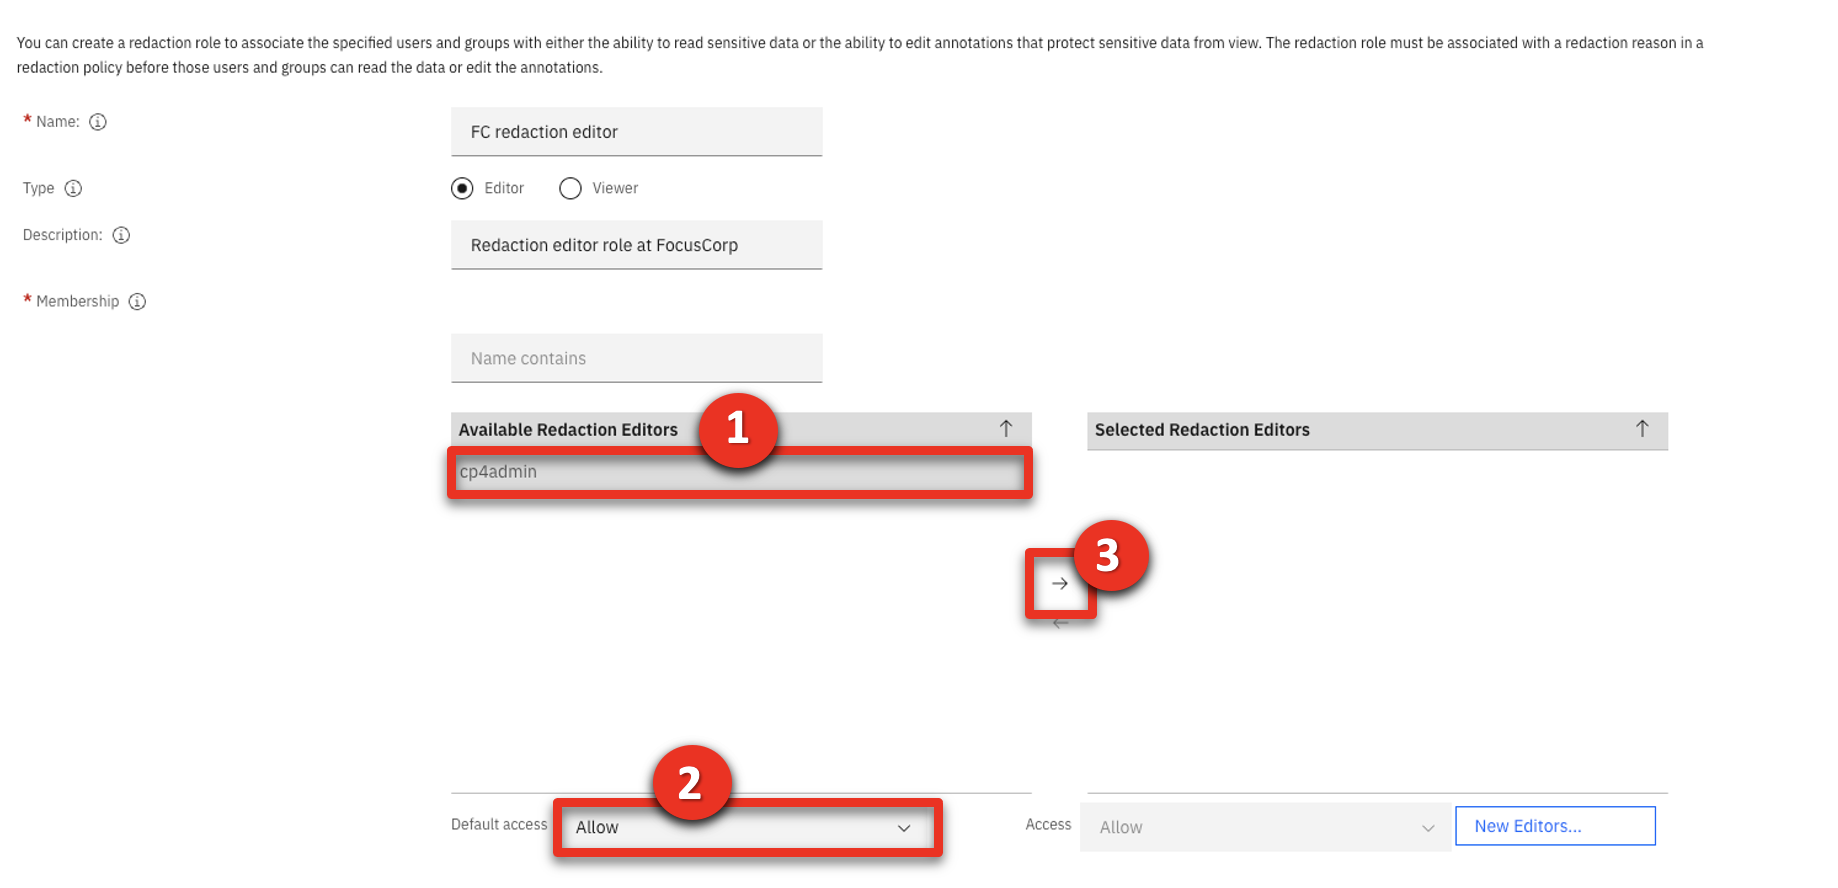 You can create a redaction role to associate the specified users and groups with either the ability to read sensitive data or the ability to edit annotations that protect sensitive data from view. The redaction role must be associated with a redaction reason in a
redaction policy before those users and groups can read the data or edit the annotations.
* Name:
FC redaction editor
Type
Editor
Viewer
Description:
Redaction editor role at FocusCorp
* Membership
Name contains
Available Redaction Editors
1
Selected Redaction Editors
cp4admin
3
2
Default access
Allow
Access
Allow
New Editors...